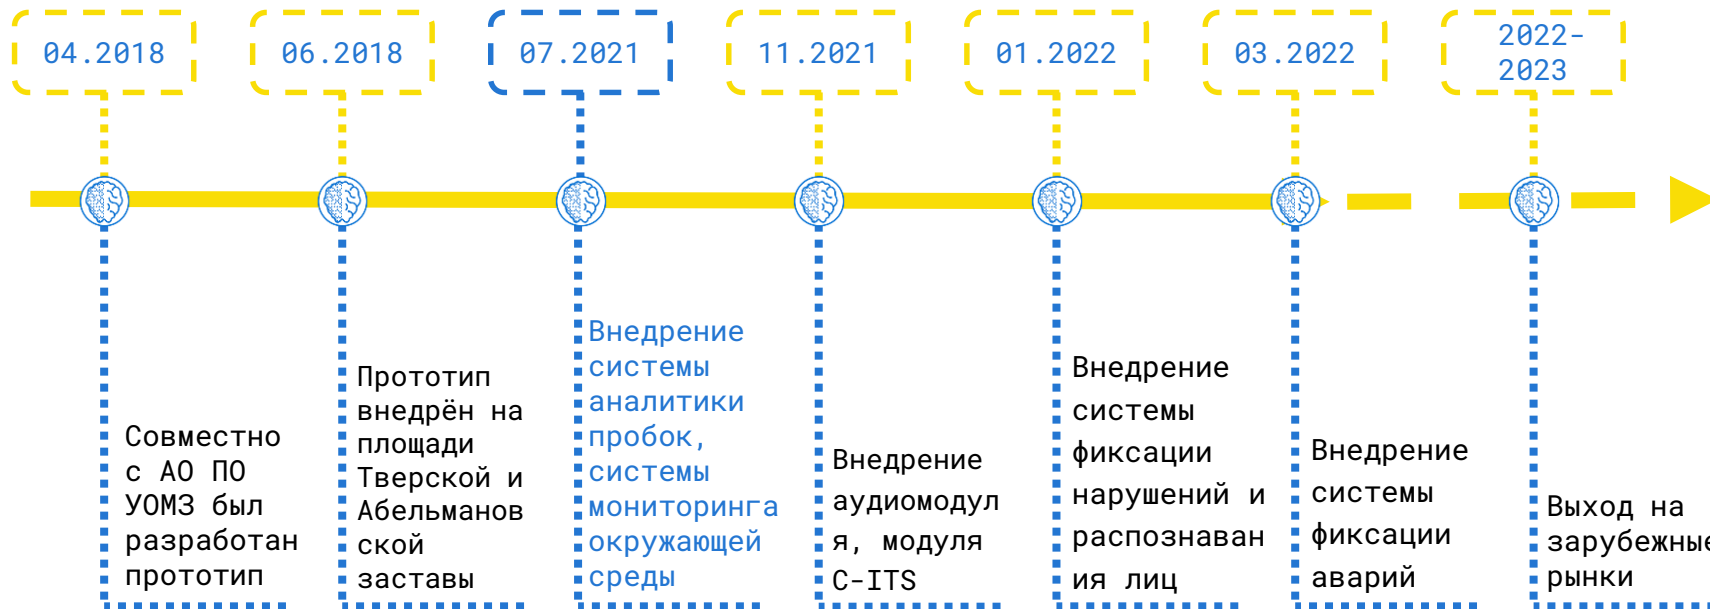 04.2018
06.2018
07.2021
11.2021
01.2022
03.2022
2022-
2023
Совместно
с АО ПО
УОМЗ был
разработан
прототип
Прототип
внедрён на
площади
Тверской и
Абельманов
ской
заставы
Внедрение
системы
аналитики
пробок,
системы
мониторинга
окружающей
среды
Внедрение
аудиомодул
я, модуля
C-ITS
Внедрение
системы
фиксации
нарушений и
распознаван
ия лиц
Внедрение
системы
фиксации
аварий
Выход на
зарубежные
рынки